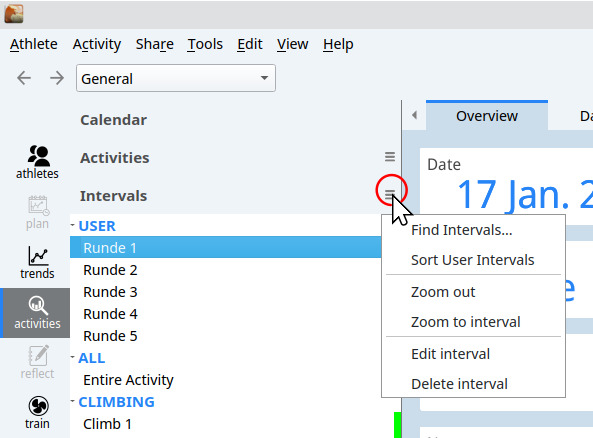 Athlete Activity Share Tools Edit View Help
General
Calendar
Activities
Intervals
USER
Runde 1
Runde 2
Runde 3
Runde 4
Runde 5
ALL
Entire Activity
CLIMBING
Climb 1
athletes
plan
trends
activities
reflect
train
Overview
Date
17 Jan. 2
Find Intervals...
Sort User Intervals
Zoom out
Zoom to interval
Edit interval
Delete interval